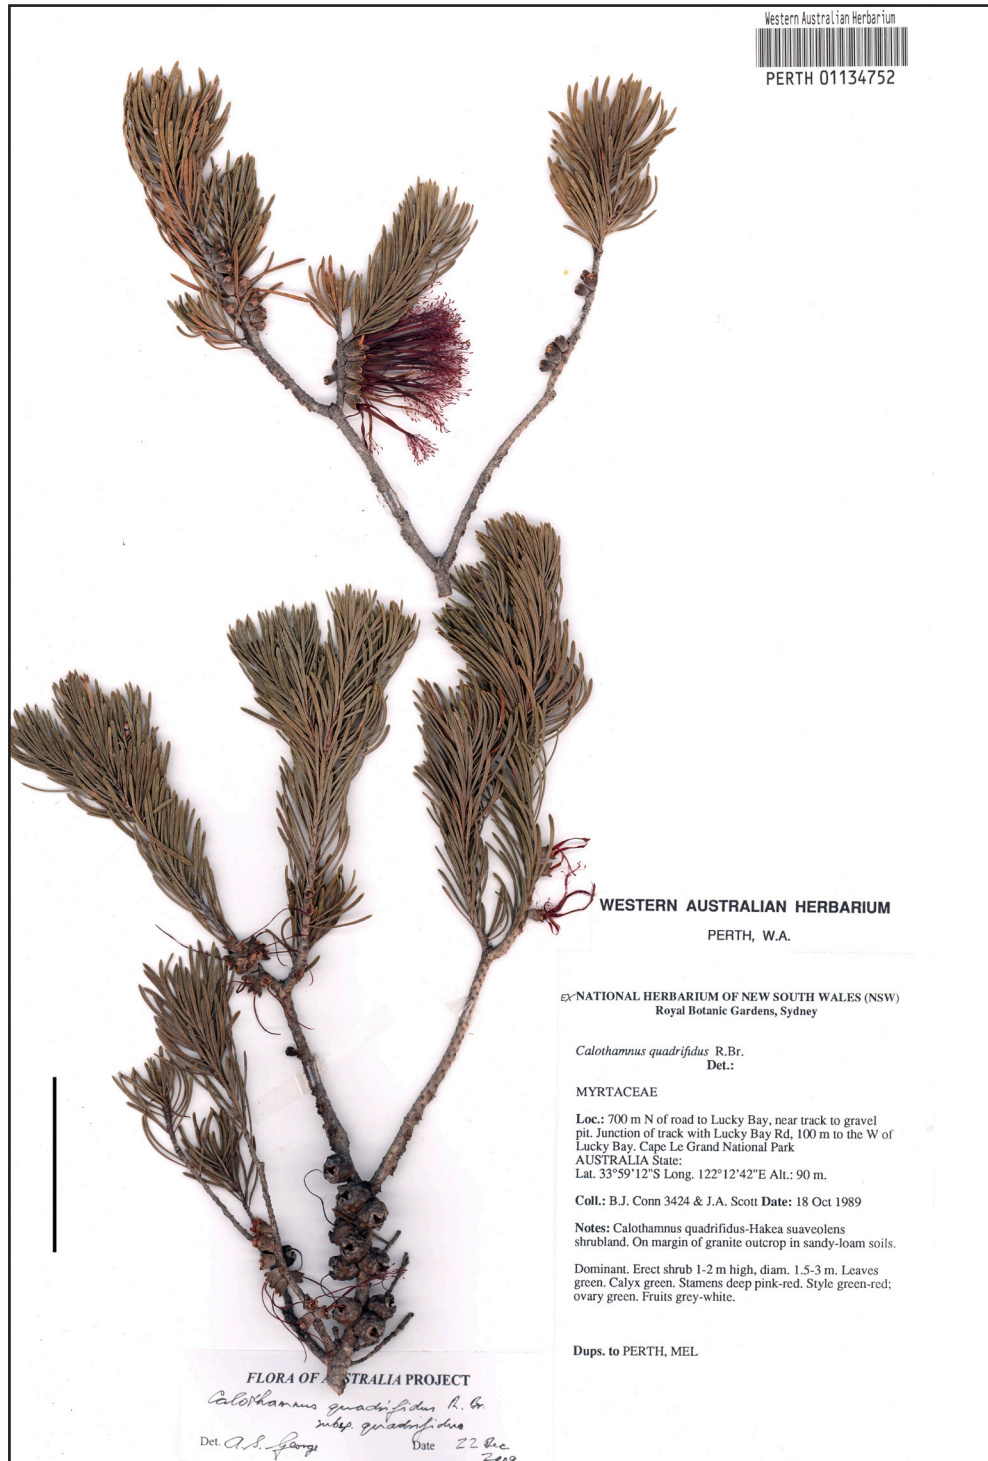 Western Australian Herbarium
PERTH 01134752
WESTERN AUSTRALIAN HERBARIUM
PERTH, W.A.
EX NATIONAL HERBARIUM OF NEW SOUTH WALES (NSW)
Royal Botanic Gardens, Sydney
Calothamnus quadrifidus R.Br.
Det.:
MYRTACEAE
Loc.: 700 m N of road to Lucky Bay, near track to gravel
pit. Junction of track with Lucky Bay Rd, 100 m to the W of
Lucky Bay. Cape Le Grand National Park
AUSTRALIA State:
Lat. 33°59'12"S Long. 122°12'42"E Alt.: 90 m.
Coll.: B.J. Conn 3424 & J.A. Scott Date: 18 Oct 1989
Notes: Calothamnus quadrifidus-Hakea suaveolens
shrubland. On margin of granite outcrop in sandy-loam soils.
Dominant. Erect shrub 1-2 m high, diam. 1.5-3 m. Leaves
green. Calyx green. Stamens deep pink-red. Style green-red;
ovary green. Fruits grey-white.
Dups. to PERTH, MEL
FLORA OF AUSTRALIA PROJECT
Calothamnus quadrifidus R. Br.
subsp. quadrifidus
Det. A.S. George Date 22 Dec
2009